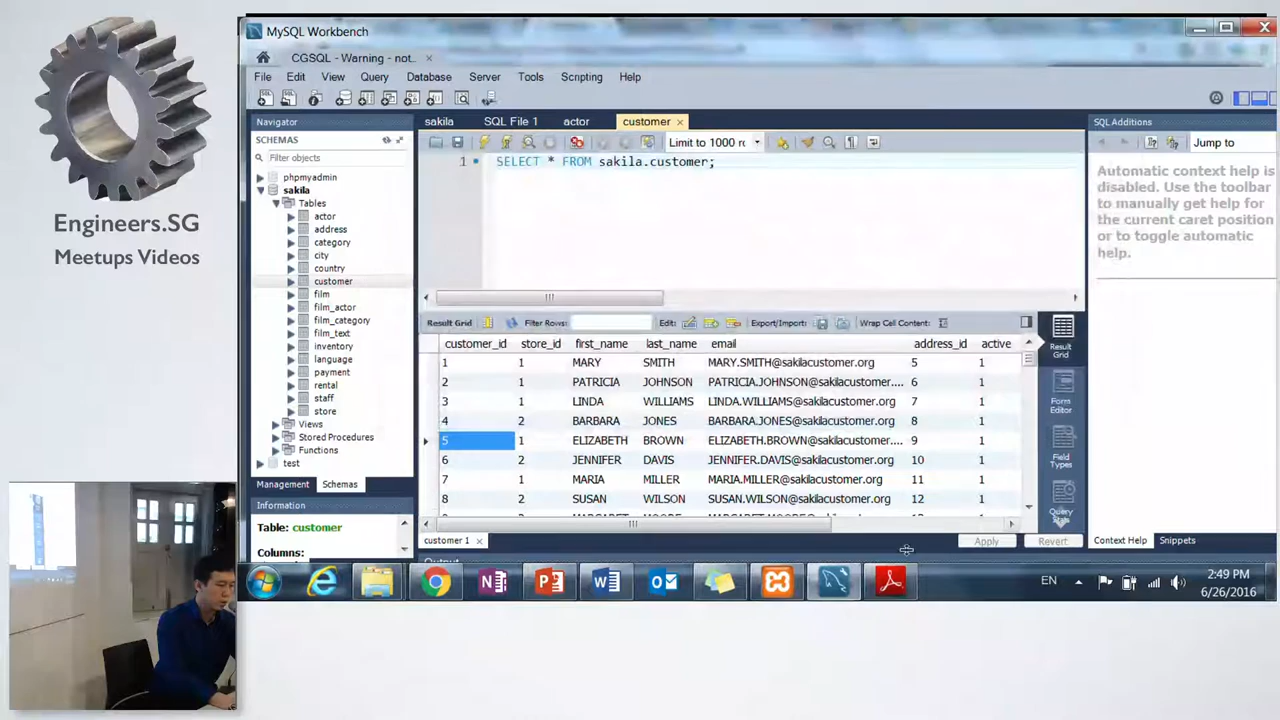 MySQL Workbench
CGSQL - Warning - not..
File Edit View Query Database Server Tools Scripting Help
Navigator
SCHEMAS
Filter objects
phpmyadmin
sakila
Tables
actor
address
category
city
country
customer
film
film_actor
film_category
film_text
inventory
language
payment
rental
staff
store
Views
Stored Procedures
Functions
test
Management Schemas
Information
Table: customer
Columns:
sakila SQL File 1 actor customer
Limit to 1000 rc
1 SELECT * FROM sakila.customer;
Result Grid Filter Rows: Edit: Export/Import: Wrap Cell Content:
customer_id store_id first_name last_name email address_id active
1 1 MARY SMITH MARY.SMITH@sakilacustomer.org 5 1
2 1 PATRICIA JOHNSON PATRICIA.JOHNSON@sakilacustomer.... 6 1
3 1 LINDA WILLIAMS LINDA.WILLIAMS@sakilacustomer.org 7 1
4 2 BARBARA JONES BARBARA.JONES@sakilacustomer.org 8 1
5 1 ELIZABETH BROWN ELIZABETH.BROWN@sakilacustomer.... 9 1
6 2 JENNIFER DAVIS JENNIFER.DAVIS@sakilacustomer.org 10 1
7 1 MARIA MILLER MARIA.MILLER@sakilacustomer.org 11 1
8 2 SUSAN WILSON SUSAN.WILSON@sakilacustomer.org 12 1
customer 1
Apply Revert
Result
Grid
Form
Editor
Field
Types
Query
Stats
SQL Additions
Jump to
Automatic context help is
disabled. Use the toolbar
to manually get help for
the current caret position
or to toggle automatic
help.
Context Help Snippets
EN
2:49 PM
6/26/2016
Engineers.SG
Meetups Videos